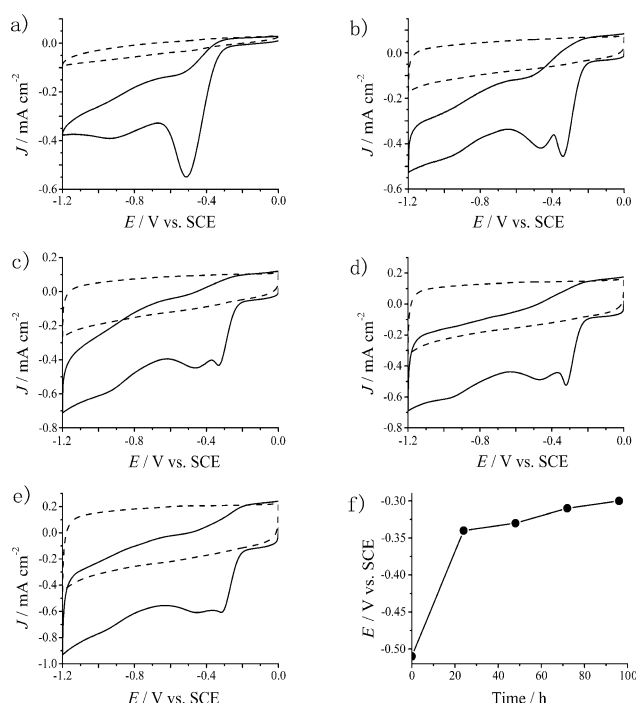 a)
0.0
-0.2
-0.4
-0.6
J / mA cm-2
-1.2 -0.8 -0.4 0.0
E / V vs. SCE
b)
0.0
-0.2
-0.4
-0.6
J / mA cm-2
-1.2 -0.8 -0.4 0.0
E / V vs. SCE
c)
0.2
0.0
-0.2
-0.4
-0.6
-0.8
J / mA cm-2
-1.2 -0.8 -0.4 0.0
E / V vs. SCE
d)
0.2
0.0
-0.2
-0.4
-0.6
-0.8
J / mA cm-2
-1.2 -0.8 -0.4 0.0
E / V vs. SCE
e)
0.2
0.0
-0.2
-0.4
-0.6
-0.8
-1.0
J / mA cm-2
-1.2 -0.8 -0.4 0.0
E / V vs. SCE
f)
-0.30
-0.35
-0.40
-0.45
-0.50
E / V vs. SCE
0 20 40 60 80 100
Time / h